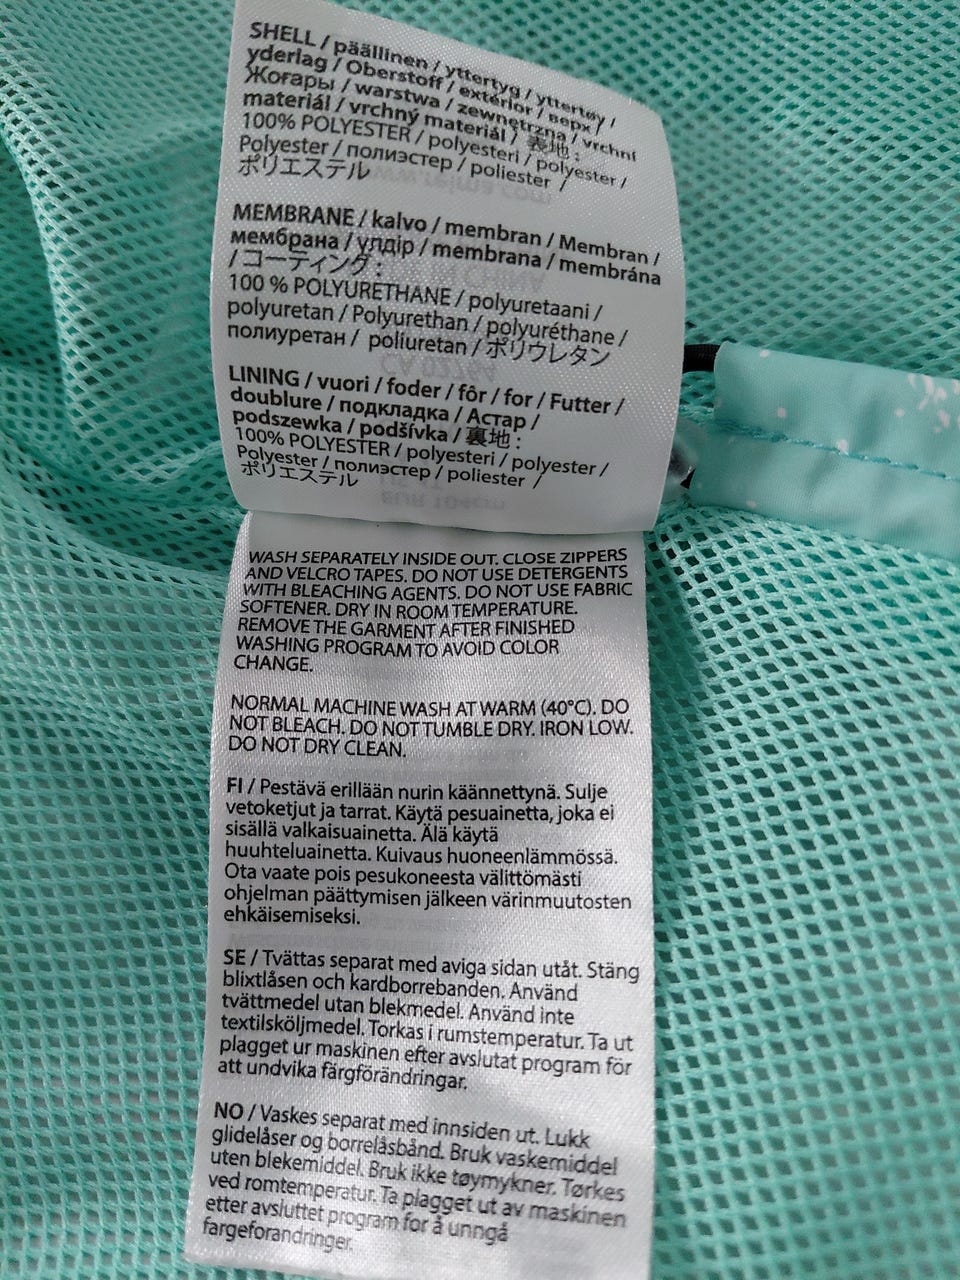 SHELL / päällinen / yttertyg / yttertøy /
yderlag / Oberstoff / extérior / верх /
Жоғары / warstwa / zewnętrzna / vrchní
materiál / vrchný materiál / 表地 :
100% POLYESTER / polyesteri / polyester /
Polyester / полиэстер / poliester /
ポリエステル
MEMBRANE / kalvo / membran / Membran /
мембрана / үлдір / membrana / membrána
/ コーティング :
100 % POLYURETHANE / polyuretaani /
polyuretan / Polyurethan / polyuréthane /
полиуретан / poliuretan / ポリウレタン
LINING / vuori / foder / fôr / for / Futter /
doublure / подкладка / Астар /
podszewka / podšívka / 裏地 :
100% POLYESTER / polyesteri / polyester /
Polyester / полиэстер / poliester /
ポリエステル
WASH SEPARATELY INSIDE OUT. CLOSE ZIPPERS
AND VELCRO TAPES. DO NOT USE DETERGENTS
WITH BLEACHING AGENTS. DO NOT USE FABRIC
SOFTENER. DRY IN ROOM TEMPERATURE.
REMOVE THE GARMENT AFTER FINISHED
WASHING PROGRAM TO AVOID COLOR
CHANGE.
NORMAL MACHINE WASH AT WARM (40°C). DO
NOT BLEACH. DO NOT TUMBLE DRY. IRON LOW.
DO NOT DRY CLEAN.
FI / Pestävä erillään nurin käännettynä. Sulje
vetoketjut ja tarrat. Käytä pesuainetta, joka ei
sisällä valkaisuainetta. Älä käytä
huuhteluainetta. Kuivaus huoneenlämmössä.
Ota vaate pois pesukoneesta välittömästi
ohjelman päättymisen jälkeen värinmuutosten
ehkäisemiseksi.
SE / Tvättas separat med aviga sidan utåt. Stäng
blixtlåsen och kardborrebanden. Använd
tvättmedel utan blekmedel. Använd inte
textilsköljmedel. Torkas i rumstemperatur. Ta ut
plagget ur maskinen efter avslutat program för
att undvika färgförändringar.
NO / Vaskes separat med innsiden ut. Lukk
glidelåser og borrelåsbånd. Bruk vaskemiddel
uten blekemiddel. Bruk ikke tøymykner. Tørkes
ved romtemperatur. Ta plagget ut av maskinen
etter avsluttet program for å unngå
fargeforandringer.